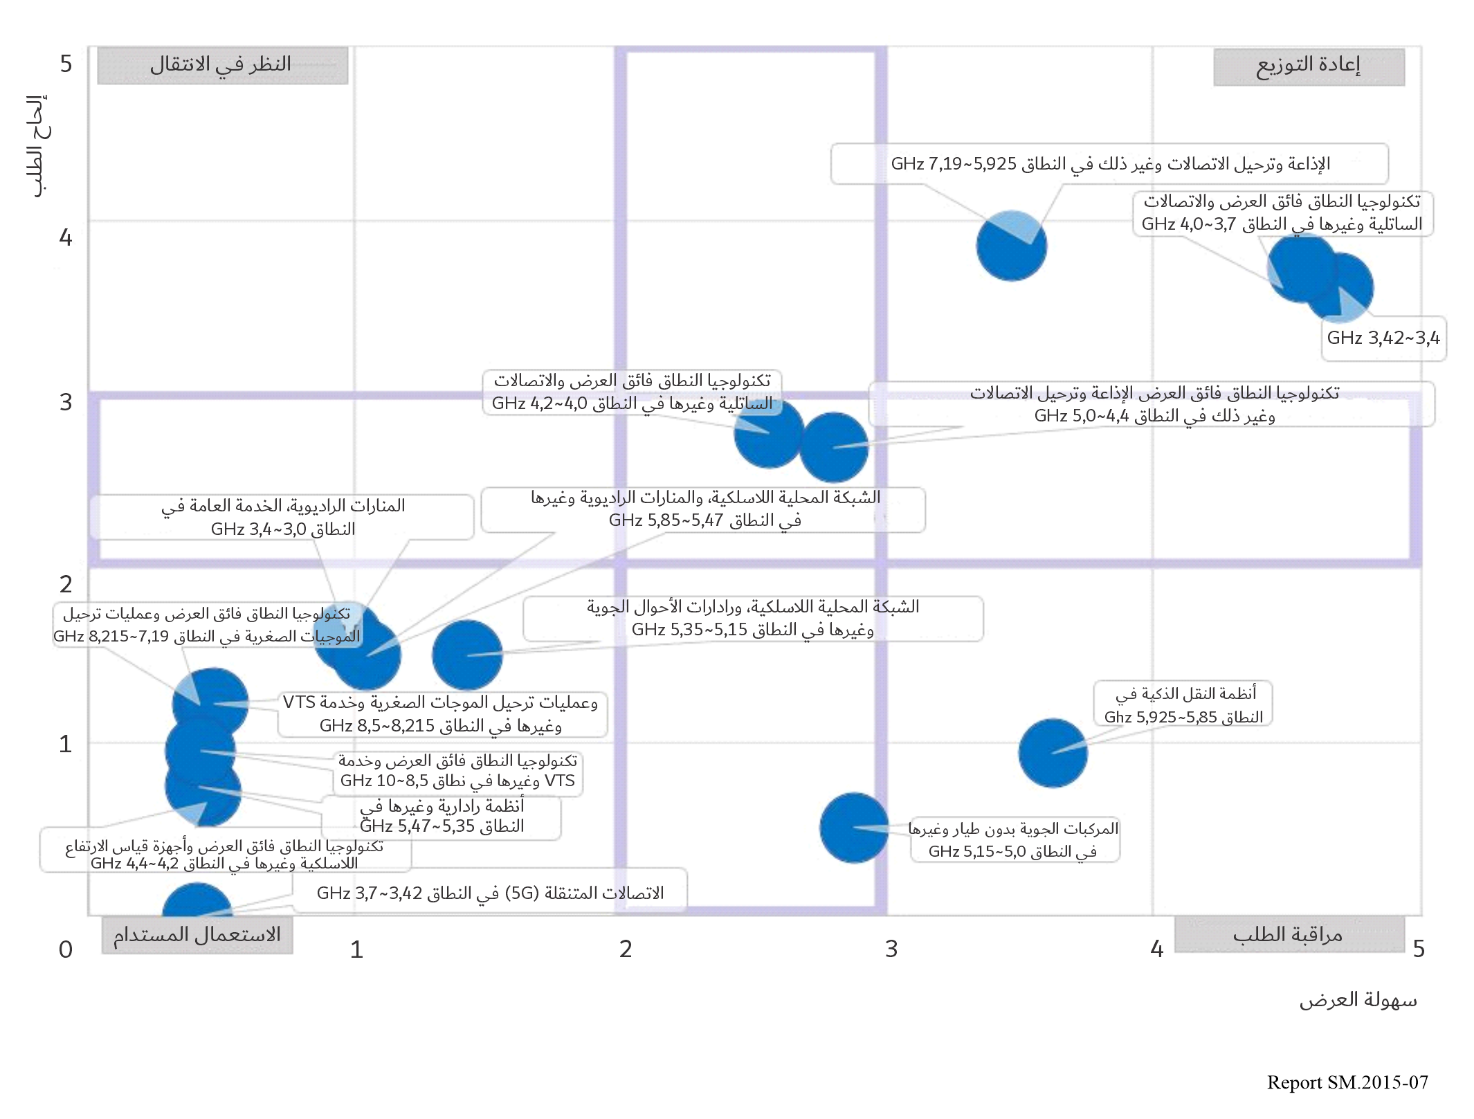 النظر في الانتقال
إعادة التوزيع
إلحاح الطلب
5
4
3
2
1
0
الإذاعة وترحيل الاتصالات وغير ذلك في النطاق 5,925~7,19 GHz
تكنولوجيا النطاق فائق العرض والاتصالات
الساتلية وغيرها في النطاق 3,7~4,0 GHz
3,4~3,42 GHz
تكنولوجيا النطاق فائق العرض والاتصالات
الساتلية وغيرها في النطاق 4,0~4,2 GHz
تكنولوجيا النطاق فائق العرض الإذاعة وترحيل الاتصالات
وغير ذلك في النطاق 4,4~5,0 GHz
المنارات الراديوية، الخدمة العامة في
النطاق 3,0~3,4 GHz
الشبكة المحلية اللاسلكية، والمنارات الراديوية وغيرها
في النطاق 5,47~5,85 GHz
تكنولوجيا النطاق فائق العرض وعمليات ترحيل
الموجيات الصغرية في النطاق 7,19~8,215 GHz
الشبكة المحلية اللاسلكية، ورادارات الأحوال الجوية
وغيرها في النطاق 5,15~5,35 GHz
وعمليات ترحيل الموجات الصغرية وخدمة VTS
وغيرها في النطاق 8,215~8,5 GHz
أنظمة النقل الذكية في
النطاق 5,85~5,925 Ghz
تكنولوجيا النطاق فائق العرض وخدمة
VTS وغيرها في نطاق 8,5~10 GHz
أنظمة رادارية وغيرها في
النطاق 5,35~5,47 GHz
المركبات الجوية بدون طيار وغيرها
في النطاق 5,0~5,15 GHz
تكنولوجيا النطاق فائق العرض وأجهزة قياس الارتفاع
اللاسلكية وغيرها في النطاق 4,2~4,4 GHz
الاتصالات المتنقلة (5G) في النطاق 3,42~3,7 GHz
الاستعمال المستدام
مراقبة الطلب
1
2
3
4
5
سهولة العرض
Report SM.2015-07